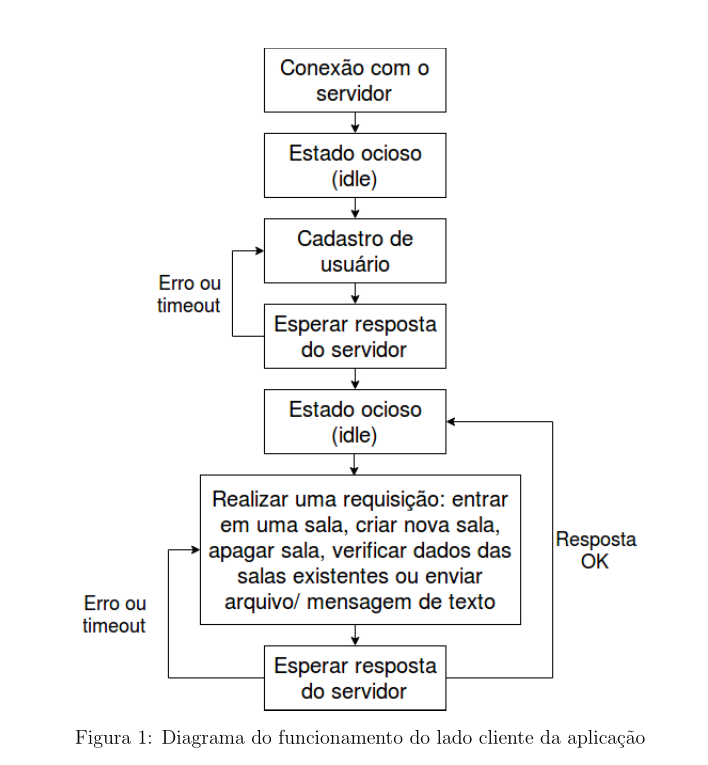 Conexão com o
servidor
Estado ocioso
(idle)
Cadastro de
usuário
Erro ou
timeout
Esperar resposta
do servidor
Estado ocioso
(idle)
Realizar uma requisição: entrar
em uma sala, criar nova sala,
apagar sala, verificar dados das
salas existentes ou enviar
arquivo/ mensagem de texto
Resposta
OK
Erro ou
timeout
Esperar resposta
do servidor
Figura 1: Diagrama do funcionamento do lado cliente da aplicação